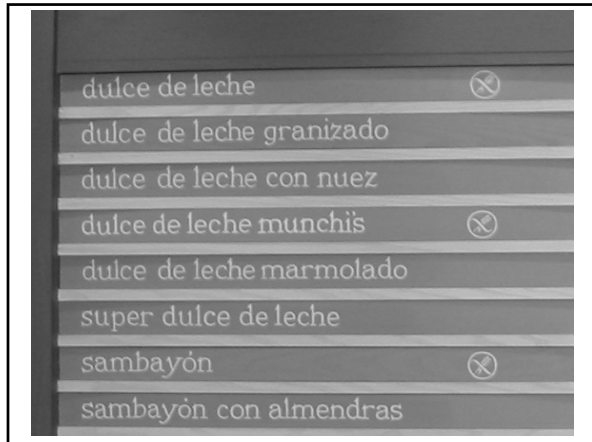 dulce de leche
dulce de leche granizado
dulce de leche con nuez
dulce de leche munchi's
dulce de leche marmolado
super dulce de leche
sambayón
sambayón con almendras